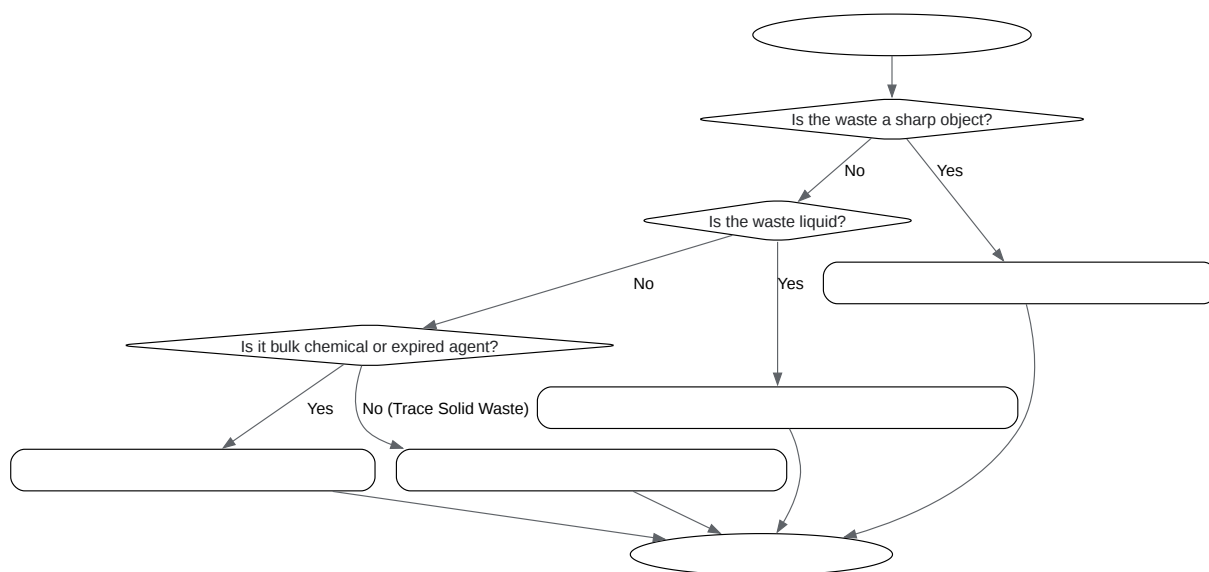 Is the waste a sharp object?
No
Yes
Is the waste liquid?
No
Yes
Is it bulk chemical or expired agent?
Yes
No (Trace Solid Waste)